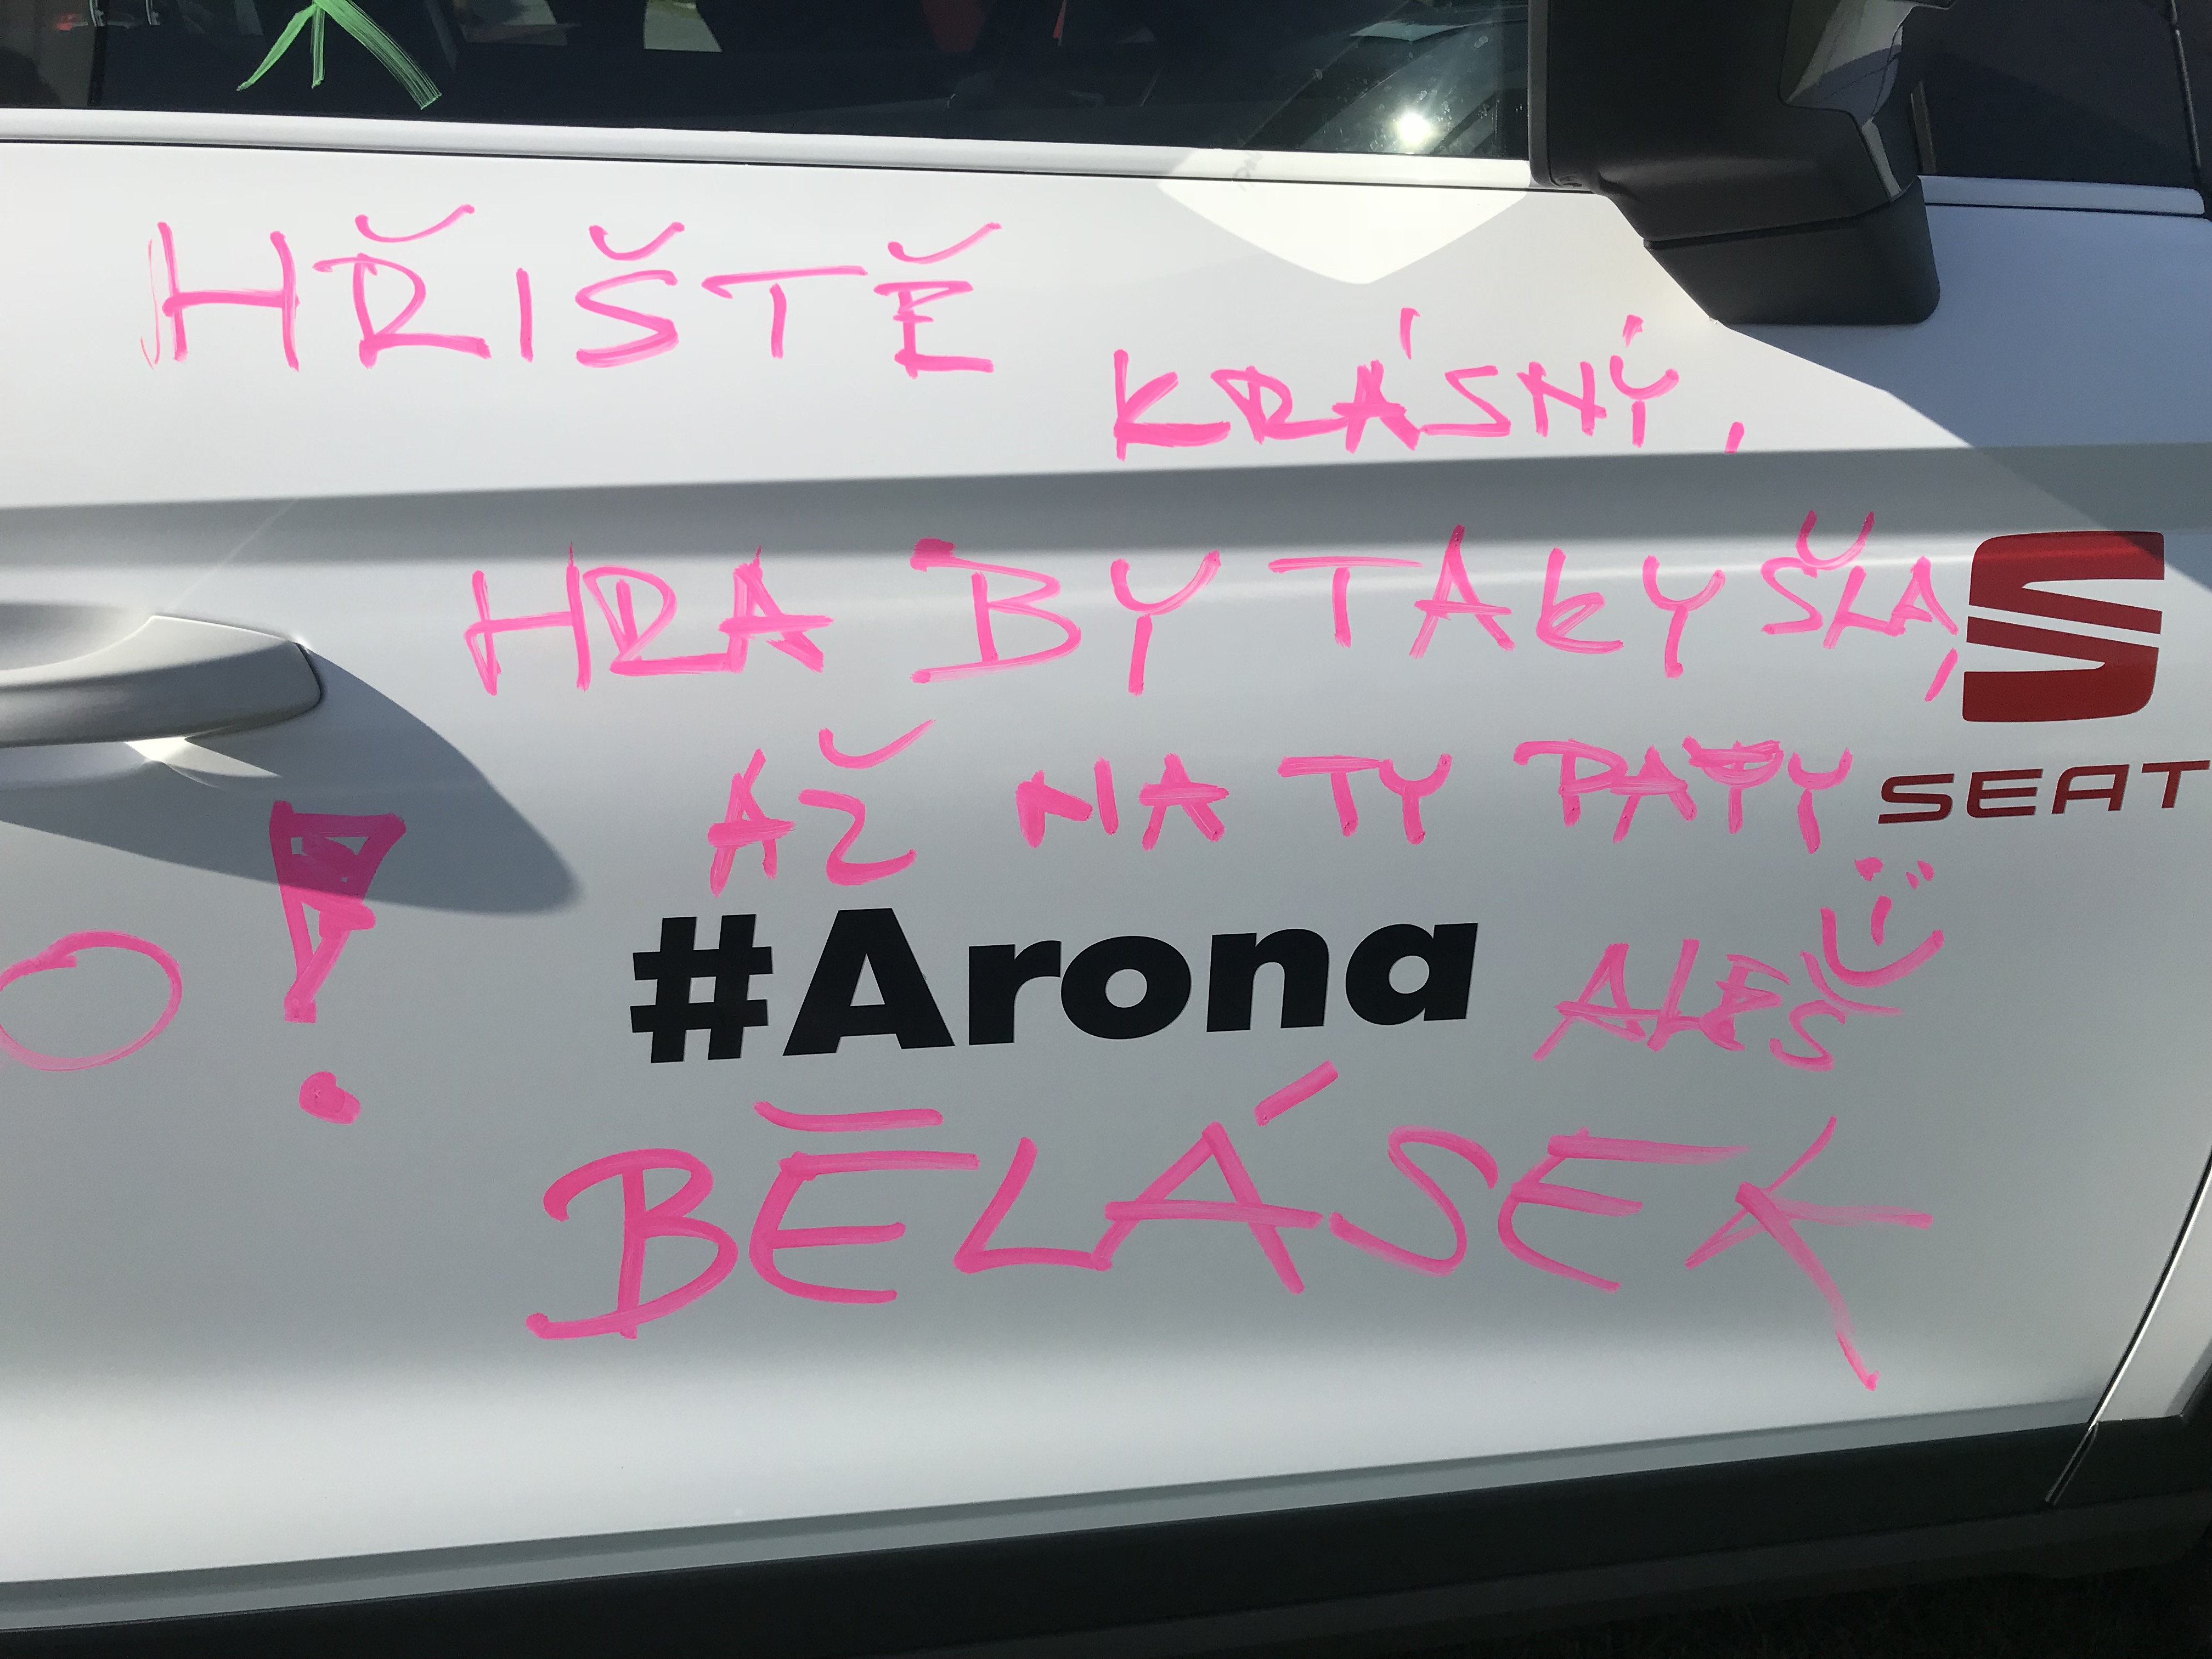 HŘIŠTĚ
KRÁSNÝ,
HRA BY TAKY ŠLA,
AŽ NA TY PATY
SEAT
O!
#Arona
ALEŠ
BĚLÁSEK